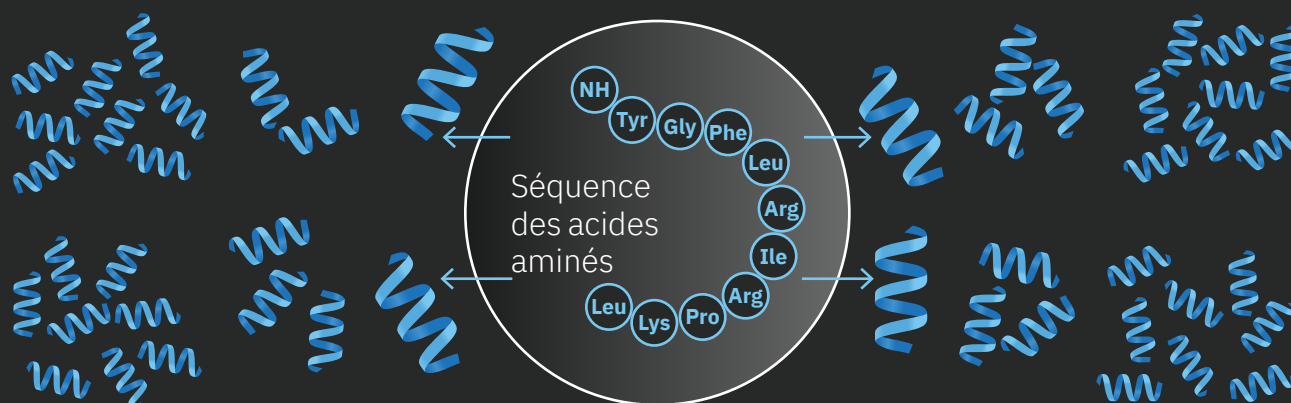 NH
Tyr
Gly
Phe
Leu
Arg
Ile
Arg
Pro
Lys
Leu
Séquence
des acides
aminés